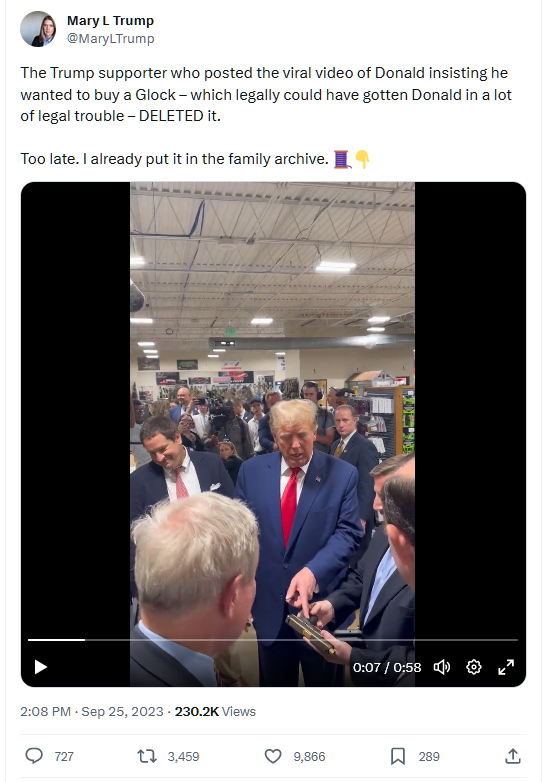 Mary L Trump
@MaryLTrump
The Trump supporter who posted the viral video of Donald insisting he
wanted to buy a Glock – which legally could have gotten Donald in a lot
of legal trouble – DELETED it.
Too late. I already put it in the family archive. 🧵👇
0:07 / 0:58
2:08 PM · Sep 25, 2023 · 230.2K Views
727 3,459 9,866 289